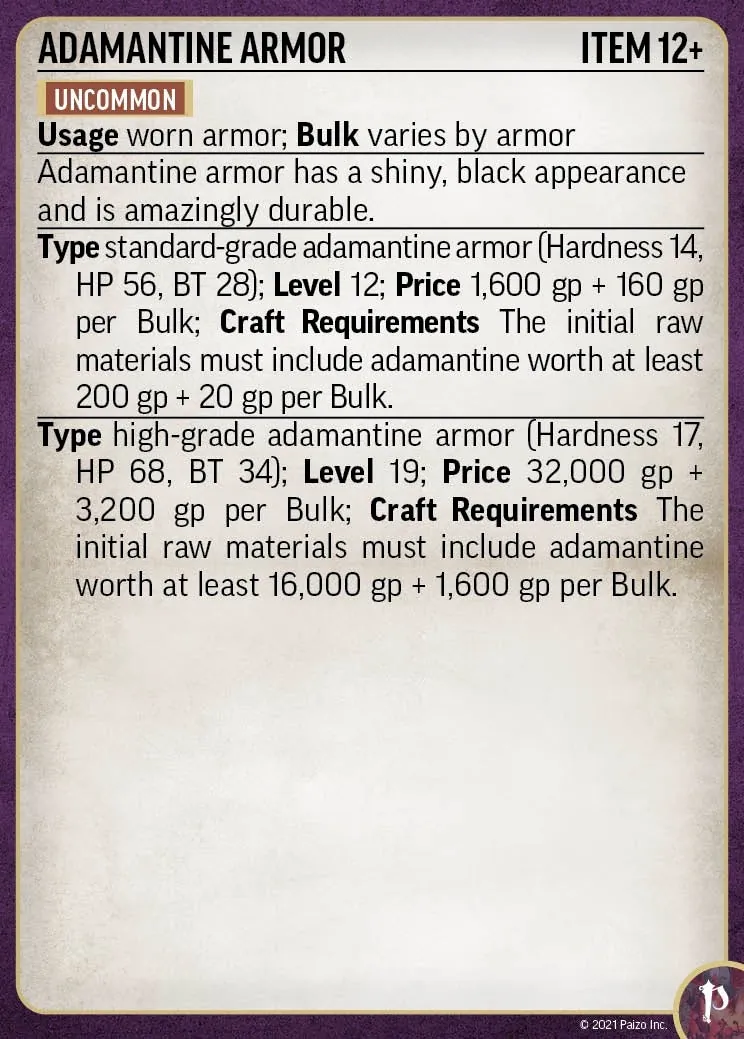 ADAMANTINE ARMOR ITEM 12+
UNCOMMON
Usage worn armor; Bulk varies by armor
Adamantine armor has a shiny, black appearance
and is amazingly durable.
Type standard-grade adamantine armor (Hardness 14,
HP 56, BT 28); Level 12; Price 1,600 gp + 160 gp
per Bulk; Craft Requirements The initial raw
materials must include adamantine worth at least
200 gp + 20 gp per Bulk.
Type high-grade adamantine armor (Hardness 17,
HP 68, BT 34); Level 19; Price 32,000 gp +
3,200 gp per Bulk; Craft Requirements The
initial raw materials must include adamantine
worth at least 16,000 gp + 1,600 gp per Bulk.
© 2021 Paizo Inc.
p